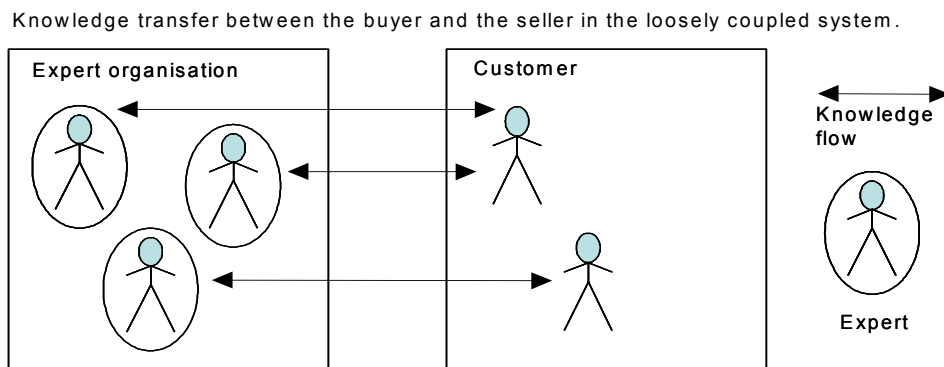 Knowledge transfer between the buyer and the seller in the loosely coupled system.
Expert organisation
Customer
Knowledge
flow
Expert